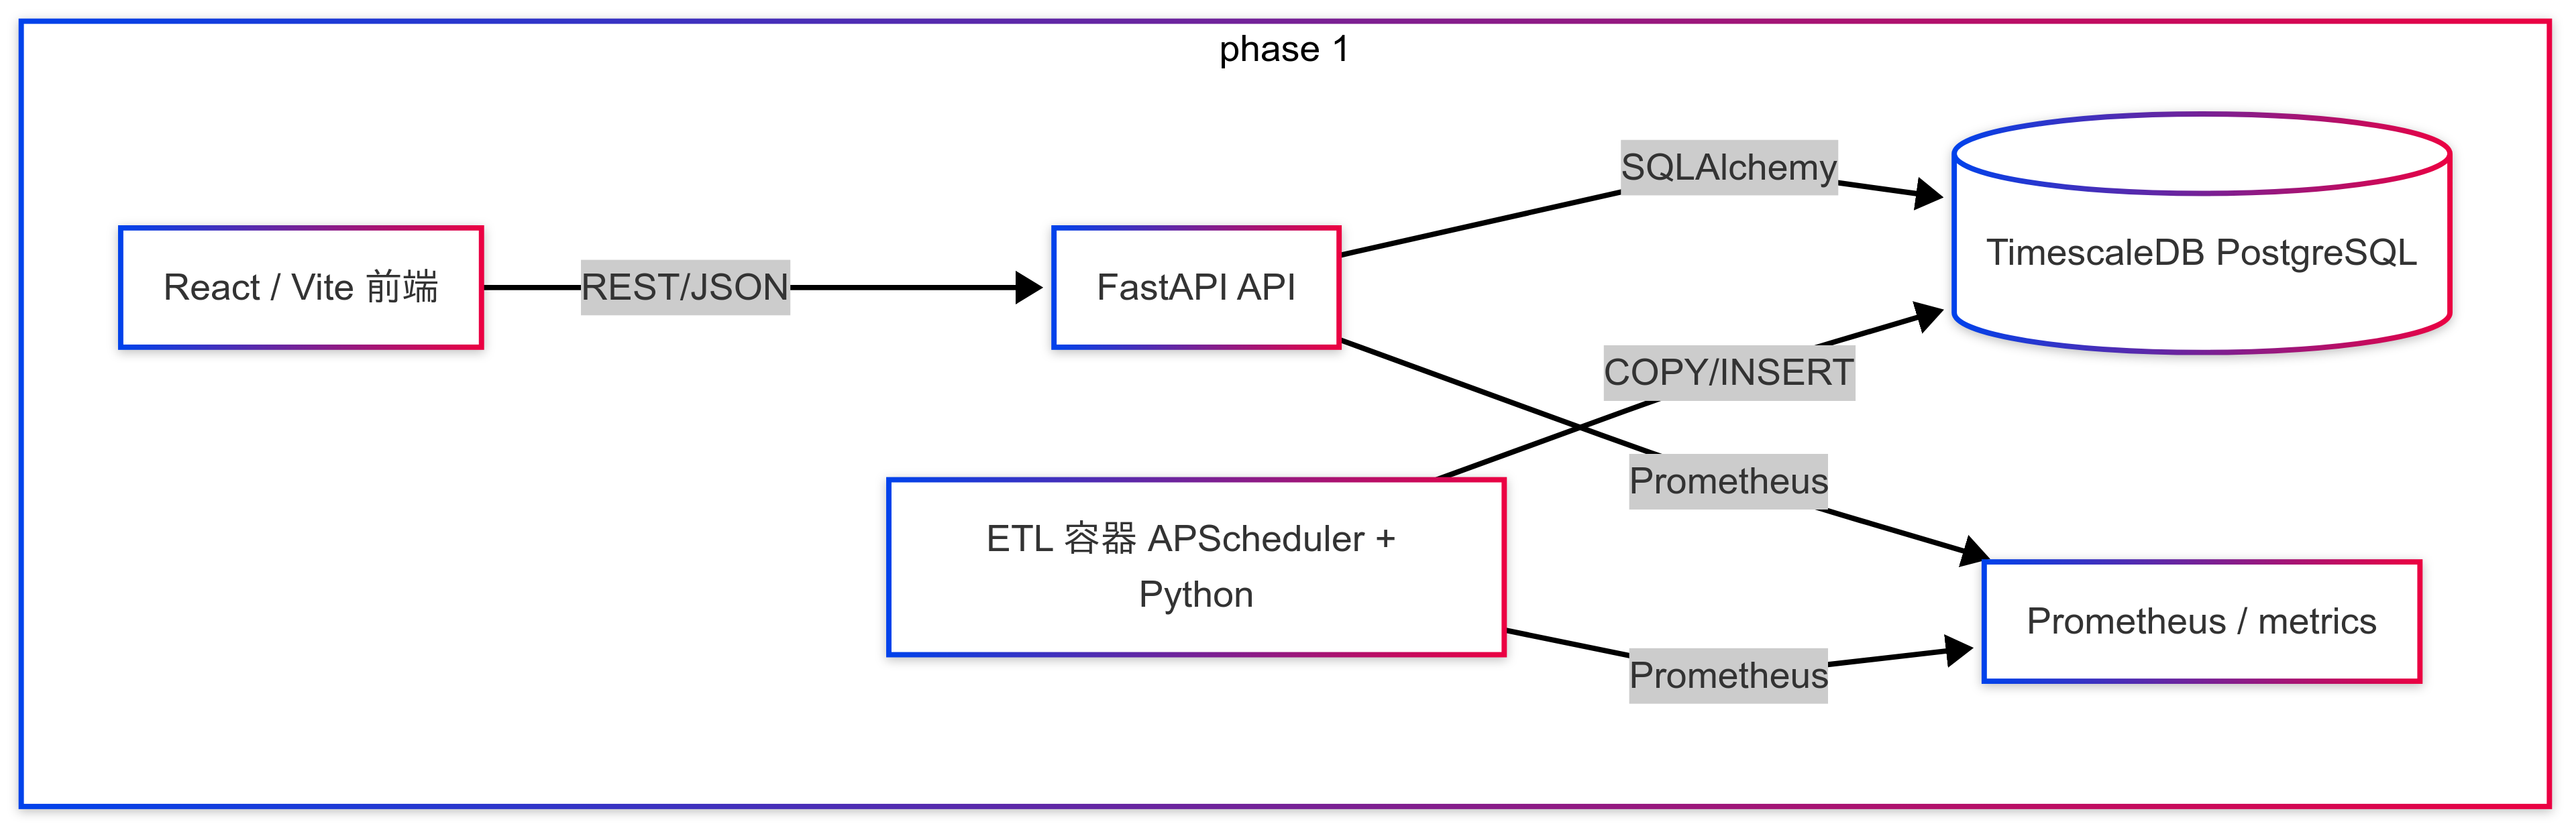 phase 1
React / Vite 前端
REST/JSON
FastAPI API
SQLAlchemy
TimescaleDB PostgreSQL
COPY/INSERT
Prometheus
ETL 容器 APScheduler +
Python
Prometheus / metrics
Prometheus